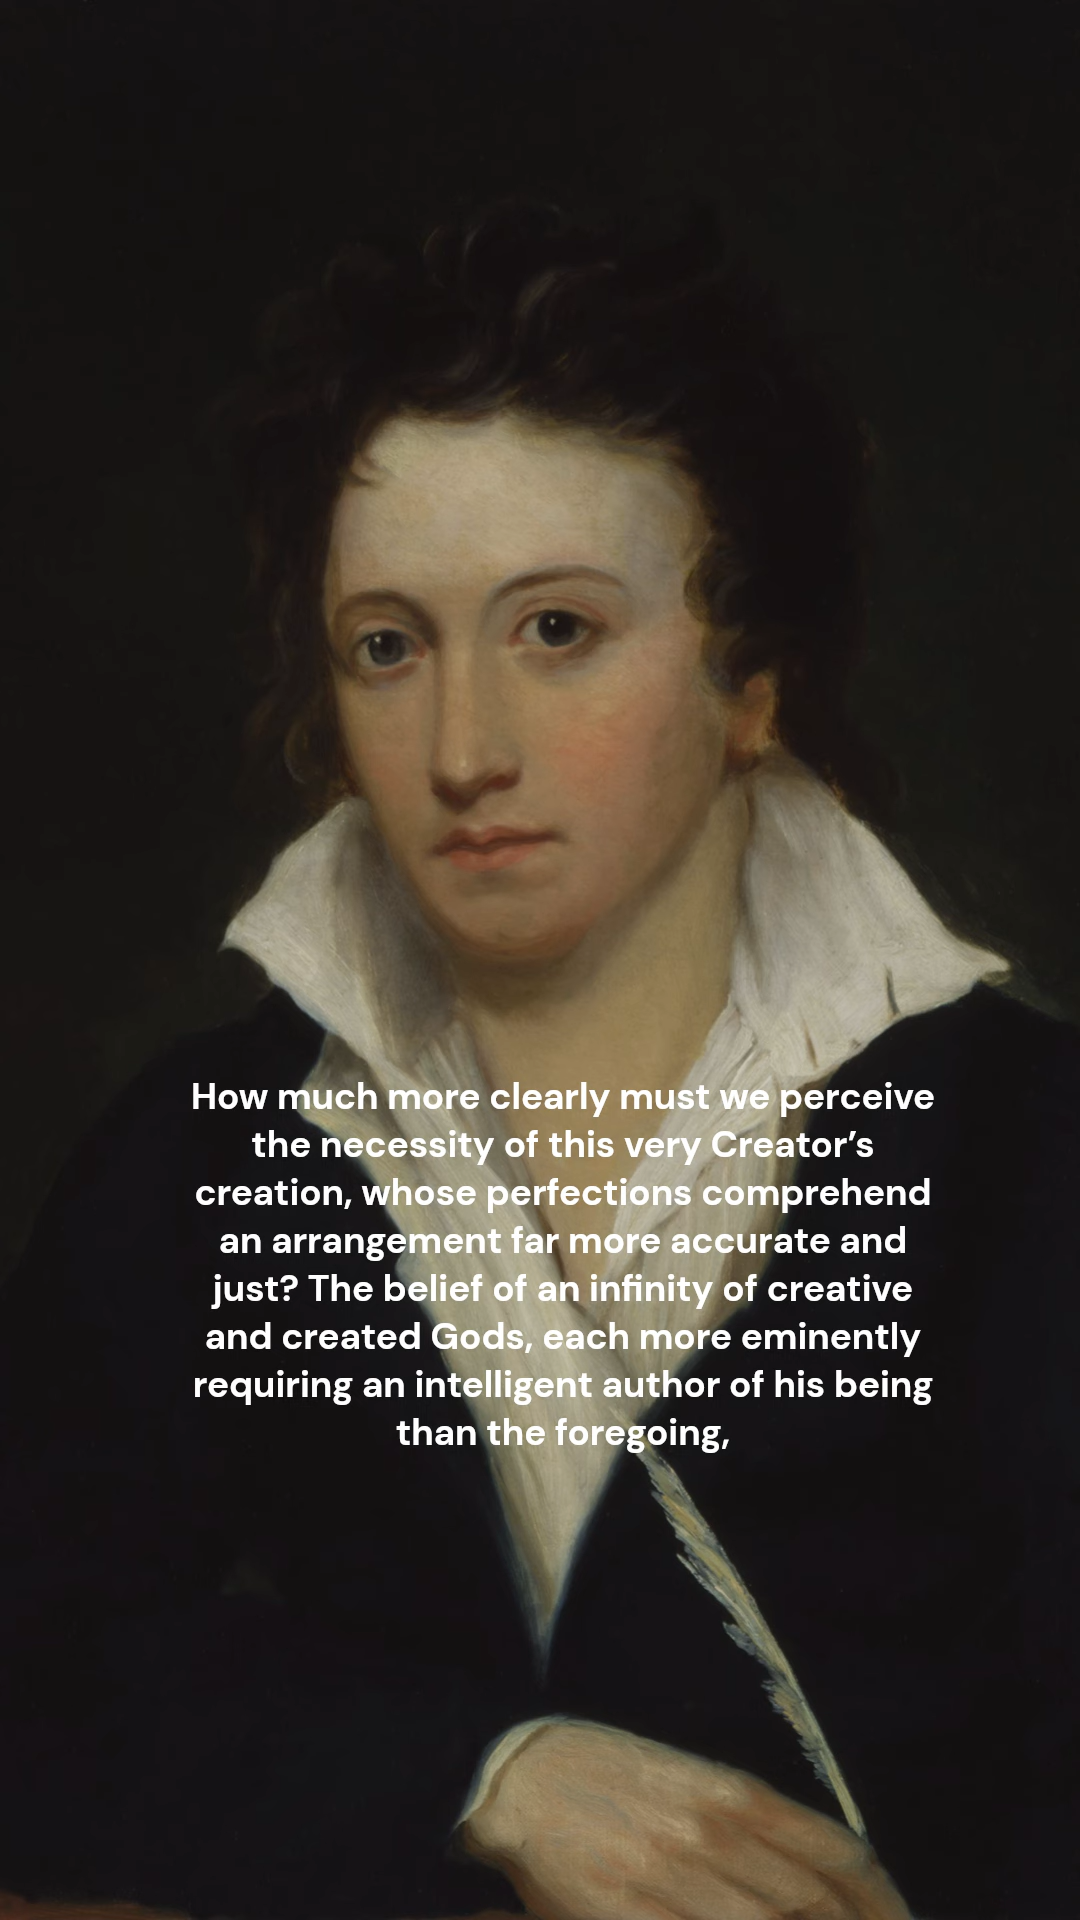 How much more clearly must we perceive
the necessity of this very Creator’s
creation, whose perfections comprehend
an arrangement far more accurate and
just? The belief of an infinity of creative
and created Gods, each more eminently
requiring an intelligent author of his being
than the foregoing,